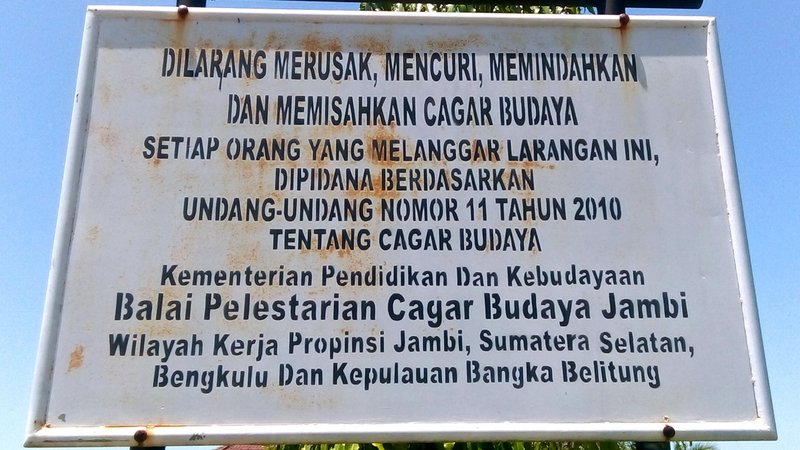 DILARANG MERUSAK, MENCURI, MEMINDAHKAN
DAN MEMISAHKAN CAGAR BUDAYA
SETIAP ORANG YANG MELANGGAR LARANGAN INI,
DIPIDANA BERDASARKAN
UNDANG-UNDANG NOMOR 11 TAHUN 2010
TENTANG CAGAR BUDAYA
Kementerian Pendidikan Dan Kebudayaan
Balai Pelestarian Cagar Budaya Jambi
Wilayah Kerja Propinsi Jambi, Sumatera Selatan,
Bengkulu Dan Kepulauan Bangka Belitung